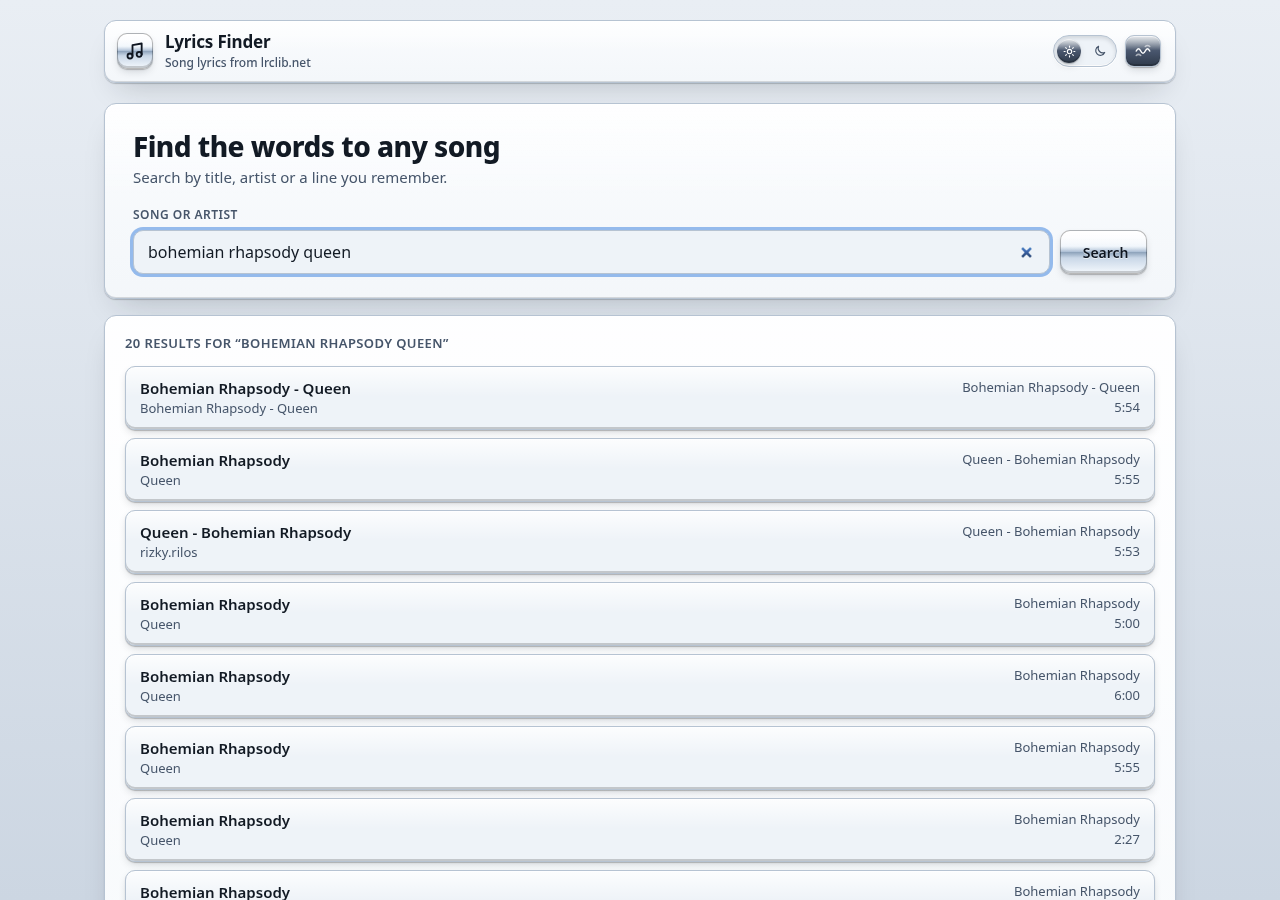 Lyrics Finder
Song lyrics from lrclib.net
Find the words to any song
Search by title, artist or a line you remember.
SONG OR ARTIST
bohemian rhapsody queen
Search
20 RESULTS FOR “BOHEMIAN RHAPSODY QUEEN”
Bohemian Rhapsody - Queen
Bohemian Rhapsody - Queen
Bohemian Rhapsody - Queen
5:54
Bohemian Rhapsody
Queen
Queen - Bohemian Rhapsody
5:55
Queen - Bohemian Rhapsody
rizky.rilos
Queen - Bohemian Rhapsody
5:53
Bohemian Rhapsody
Queen
Bohemian Rhapsody
5:00
Bohemian Rhapsody
Queen
Bohemian Rhapsody
6:00
Bohemian Rhapsody
Queen
Bohemian Rhapsody
5:55
Bohemian Rhapsody
Queen
Bohemian Rhapsody
2:27
Bohemian Rhapsody
Bohemian Rhapsody